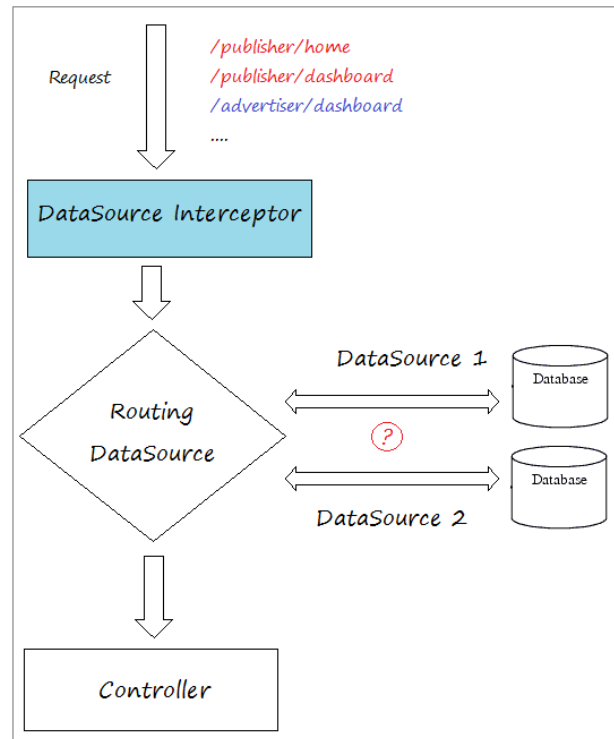 /publisher/home
Request
/publisher/dashboard
/advertiser/dashboard
....
DataSource Interceptor
DataSource 1
Database
Routing
DataSource
?
Database
DataSource 2
Controller